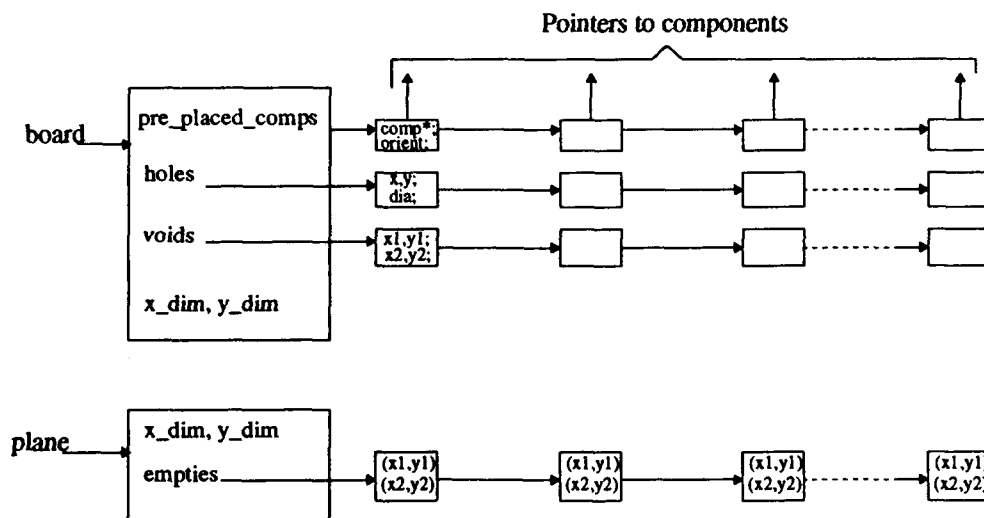 Pointers to components
board
pre_placed_comps
comp*;
orient;
holes
x,y;
dia;
voids
x1,y1;
x2,y2;
x_dim, y_dim
plane
x_dim, y_dim
empties
(x1,y1)
(x2,y2)
(x1,y1)
(x2,y2)
(x1,y1)
(x2,y2)
(x1,y1)
(x2,y2)